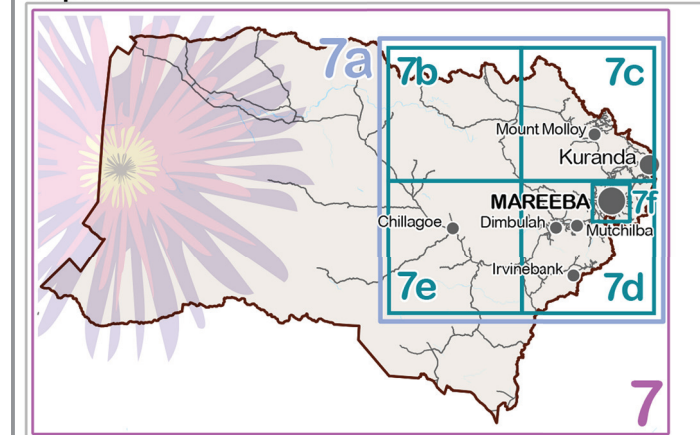 7a
7b
7c
Mount Molloy
Kuranda
MAREEBA
7f
Chillagoe
Dimbulah
Mutchilba
Irvinebank
7e
7d
7